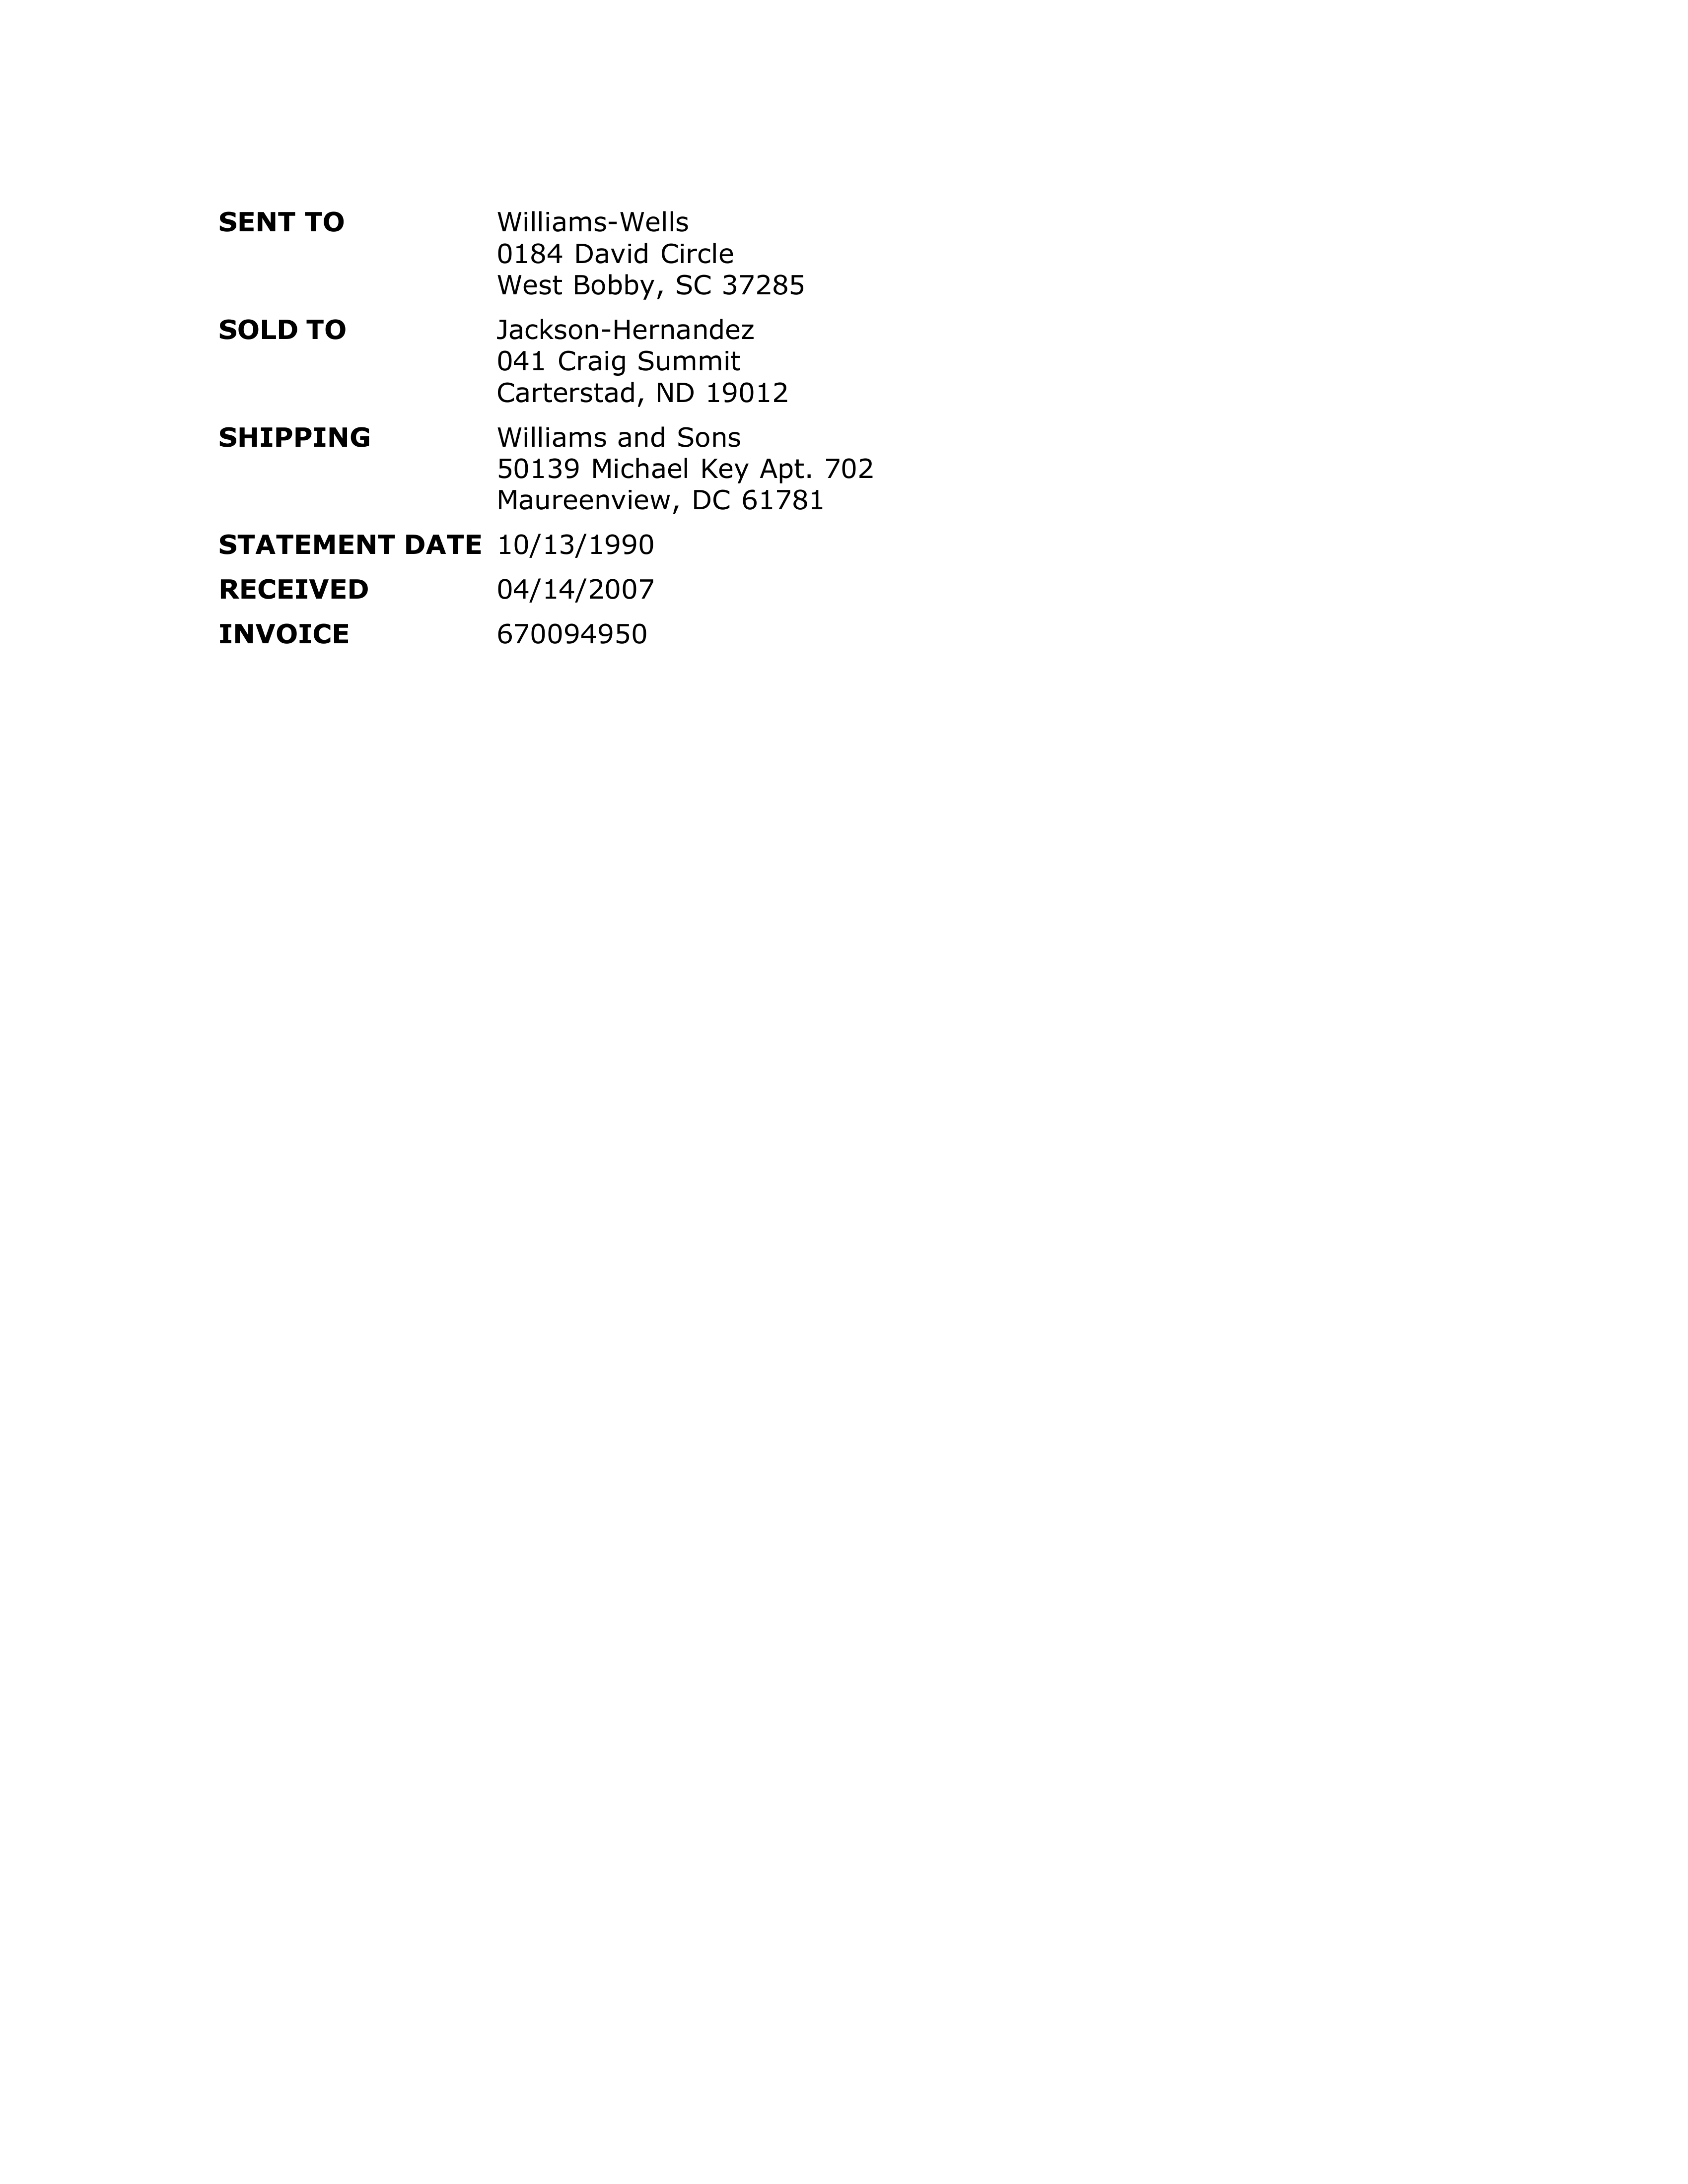 SENT TO Williams-Wells
0184 David Circle
West Bobby, SC 37285
SOLD TO Jackson-Hernandez
041 Craig Summit
Carterstad, ND 19012
SHIPPING Williams and Sons
50139 Michael Key Apt. 702
Maureenview, DC 61781
STATEMENT DATE 10/13/1990
RECEIVED 04/14/2007
INVOICE 670094950